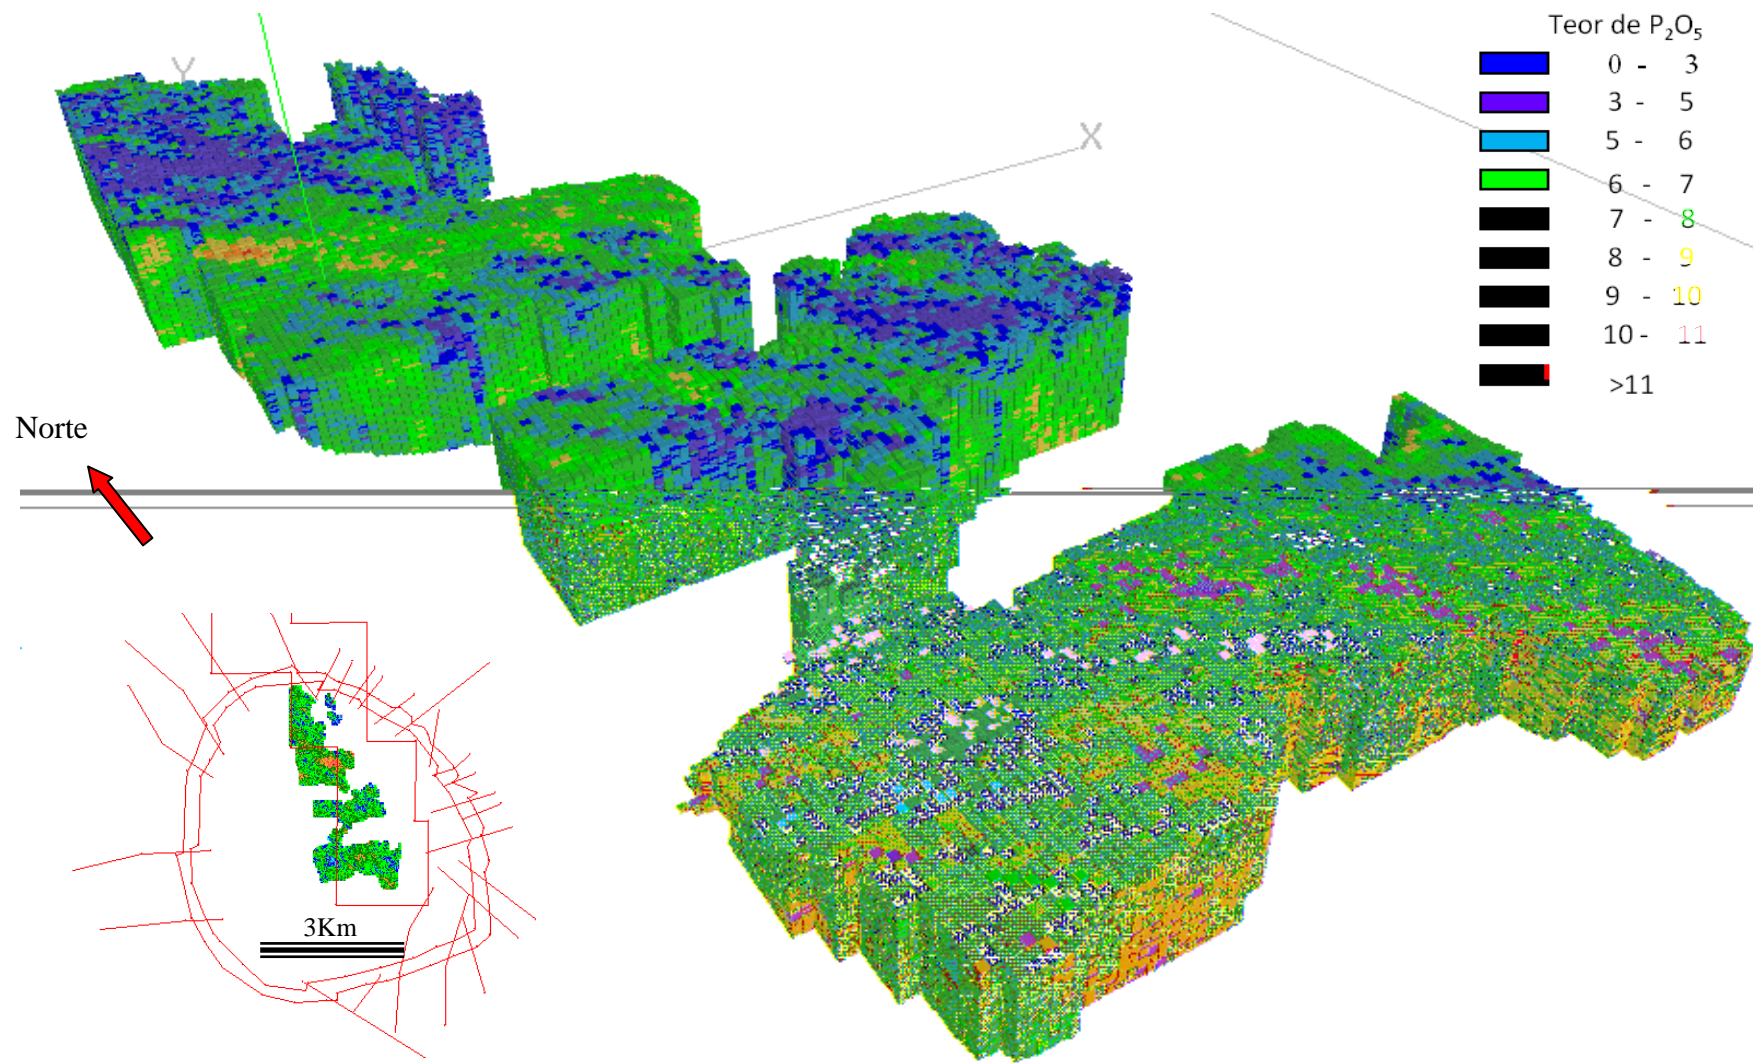 Teor de P₂O₅
0 - 3
3 - 5
5 - 6
6 - 7
7 - 8
8 - 9
9 - 10
10 - 11
>11
Y
X
Norte
3Km